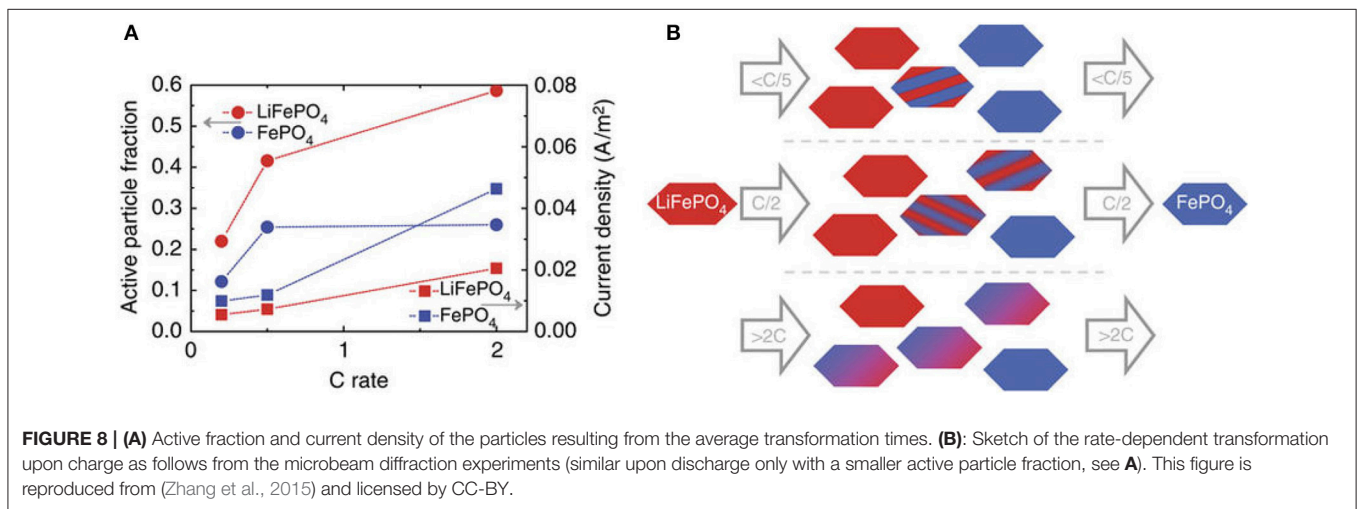 A
B
0.6
0.5
0.4
0.3
0.2
0.1
0.0
Active particle fraction
LiFePO₄
FePO₄
LiFePO₄
FePO₄
0.08
0.06
0.04
0.02
0.00
Current density (A/m²)
0
1
2
C rate
<C/5
<C/5
LiFePO₄
C/2
C/2
FePO₄
>2C
>2C
FIGURE 8 | (A) Active fraction and current density of the particles resulting from the average transformation times. (B): Sketch of the rate-dependent transformation
upon charge as follows from the microbeam diffraction experiments (similar upon discharge only with a smaller active particle fraction, see A). This figure is
reproduced from (Zhang et al., 2015) and licensed by CC-BY.